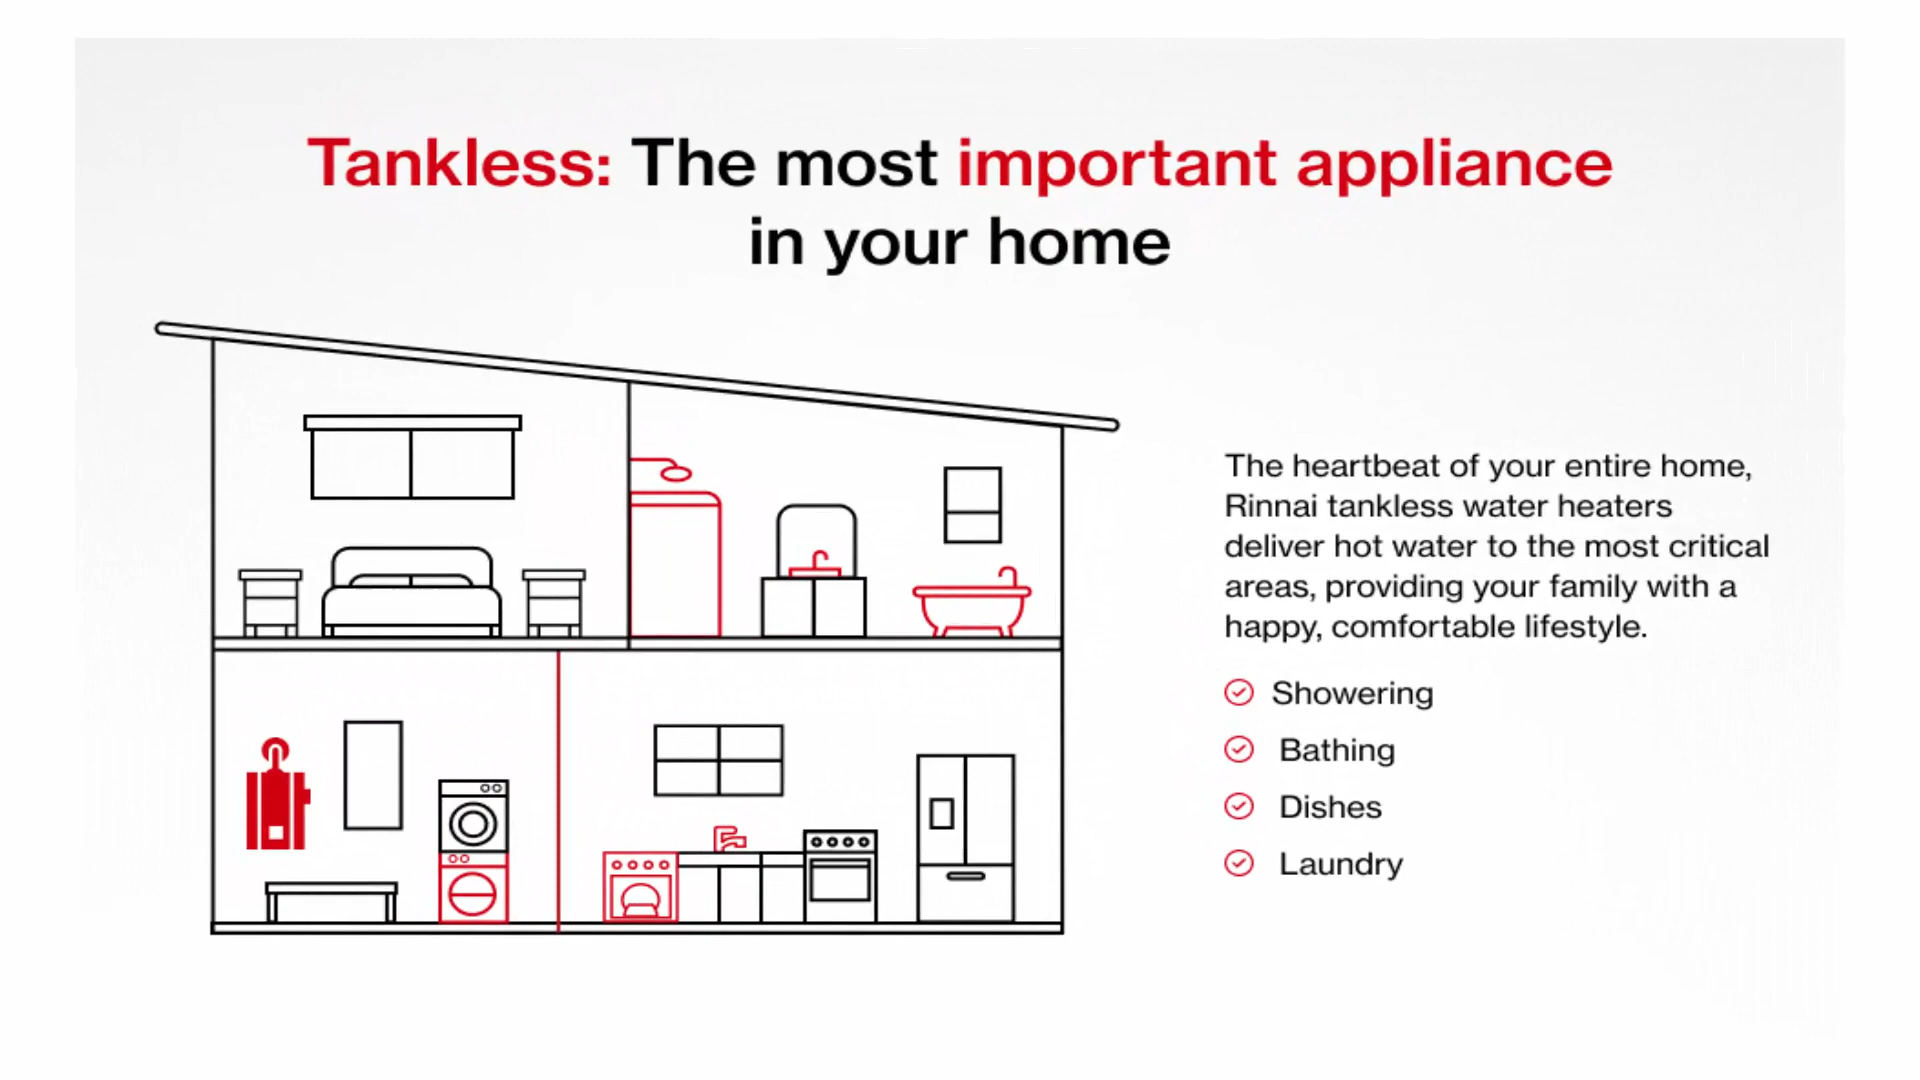 Tankless: The most important appliance
in your home
The heartbeat of your entire home,
Rinnai tankless water heaters
deliver hot water to the most critical
areas, providing your family with a
happy, comfortable lifestyle.
Showering
Bathing
Dishes
Laundry